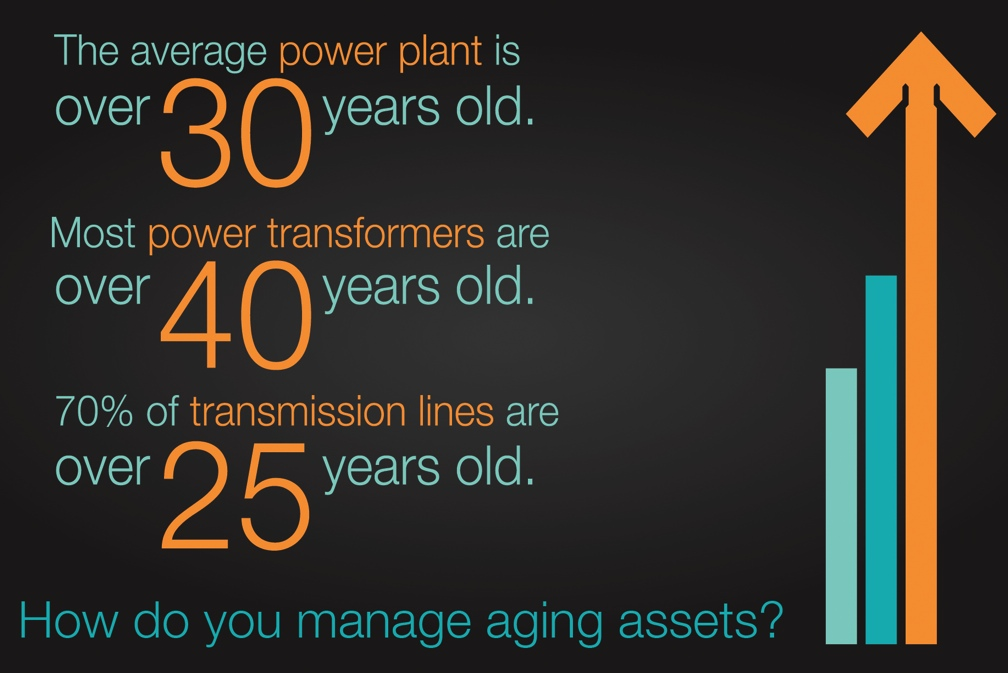 The average power plant is
over 30 years old.
Most power transformers are
over 40 years old.
70% of transmission lines are
over 25 years old.
How do you manage aging assets?